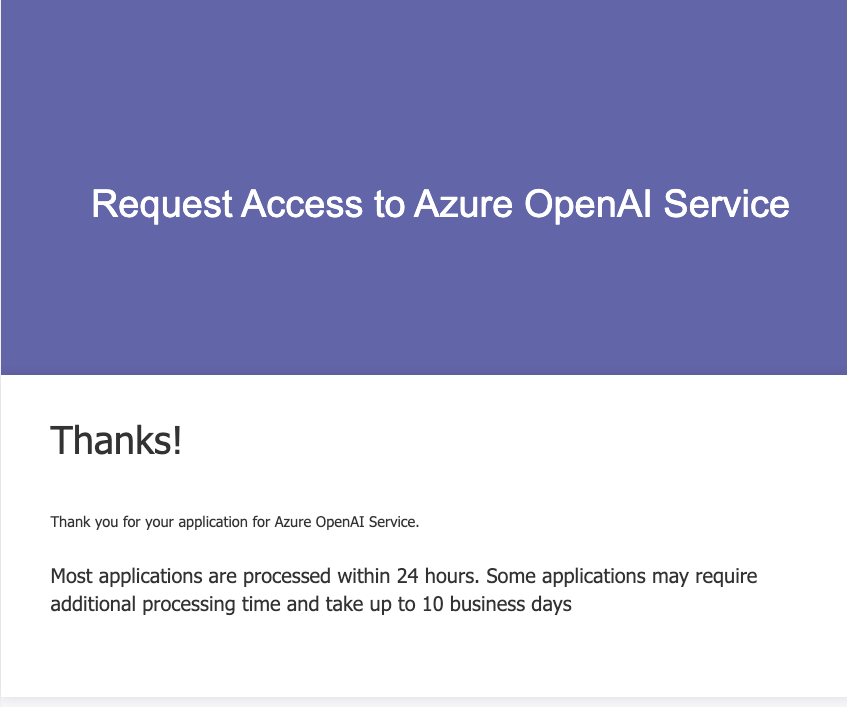 Request Access to Azure OpenAI Service
Thanks!
Thank you for your application for Azure OpenAI Service.
Most applications are processed within 24 hours. Some applications may require
additional processing time and take up to 10 business days